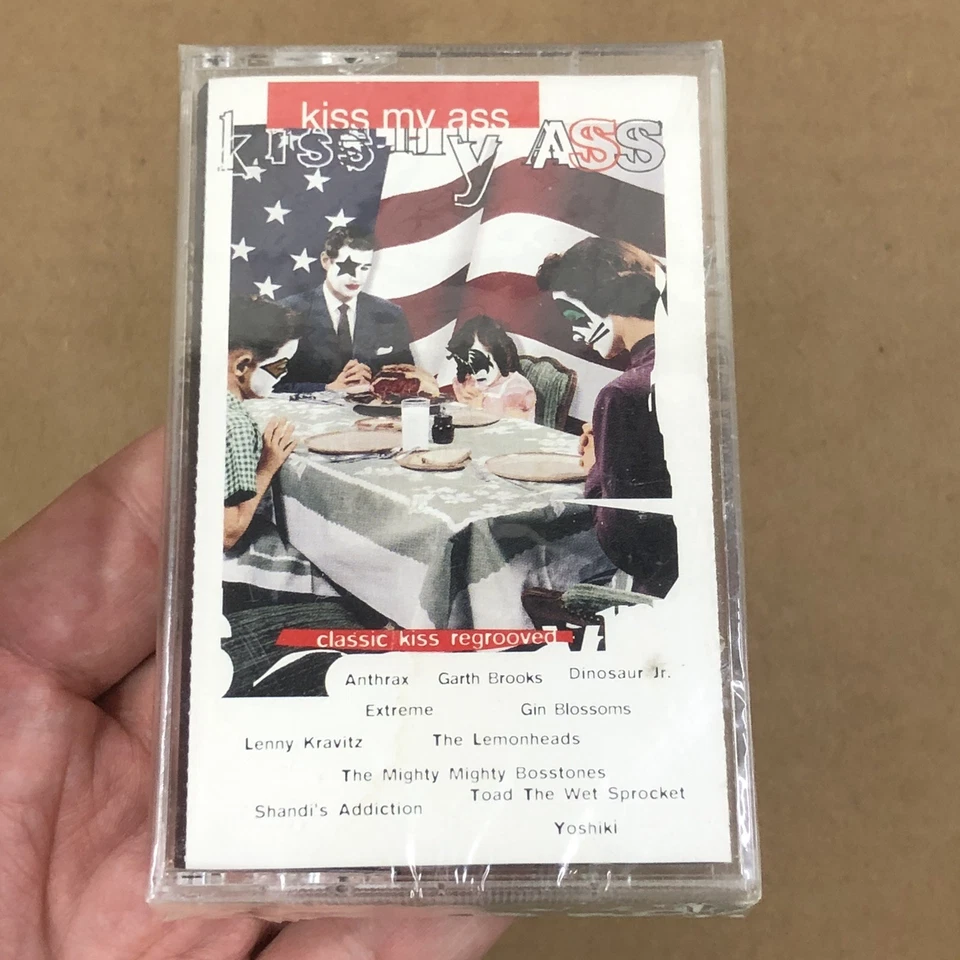 kiss my ass
kiss my ASS
classic kiss regrooved
Anthrax Garth Brooks Dinosaur Jr.
Extreme Gin Blossoms
Lenny Kravitz The Lemonheads
The Mighty Mighty Bosstones
Toad The Wet Sprocket
Shandi's Addiction
Yoshiki